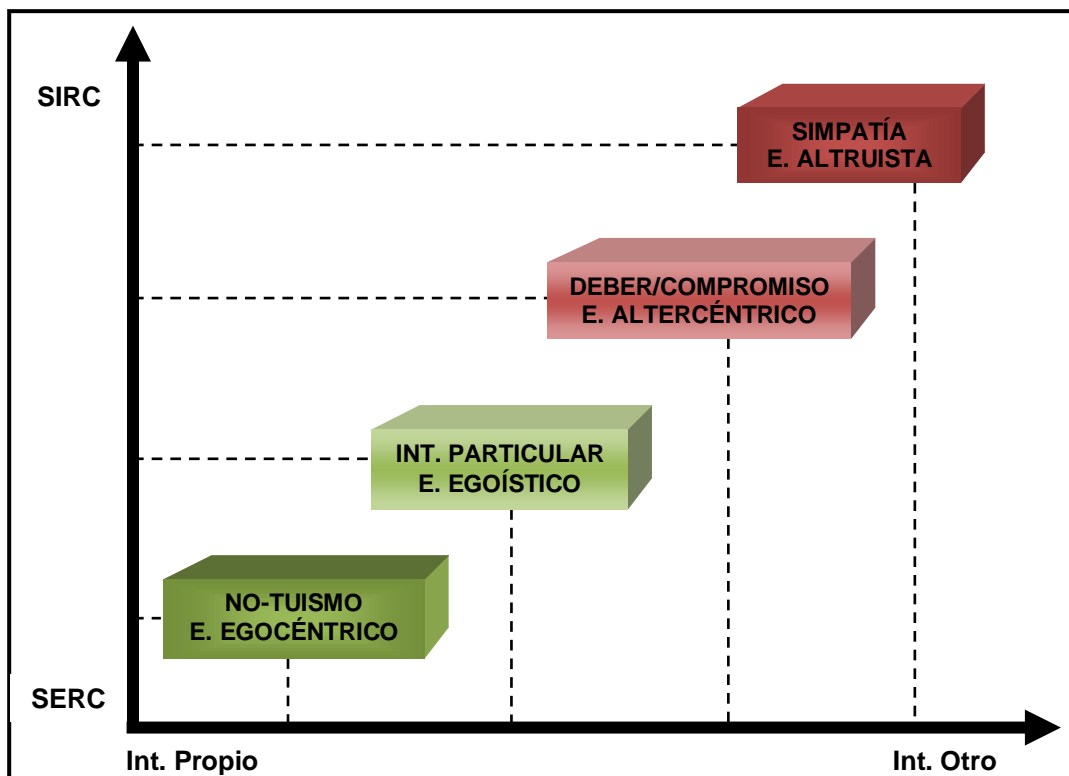 SIRC
SIMPATÍA
E. ALTRUISTA
DEBER/COMPROMISO
E. ALTERCÉNTRICO
INT. PARTICULAR
E. EGOÍSTICO
NO-TUISMO
E. EGOCÉNTRICO
SERC
Int. Propio
Int. Otro